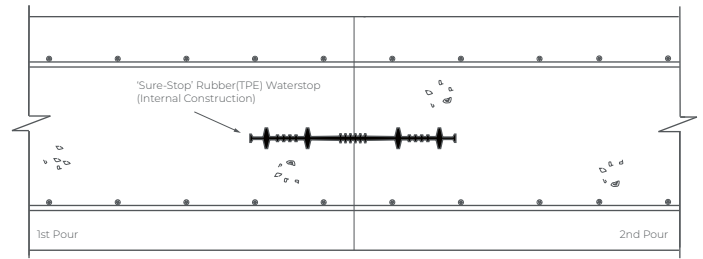 'Sure-Stop' Rubber(TPE) Waterstop
(Internal Construction)
1st Pour
2nd Pour